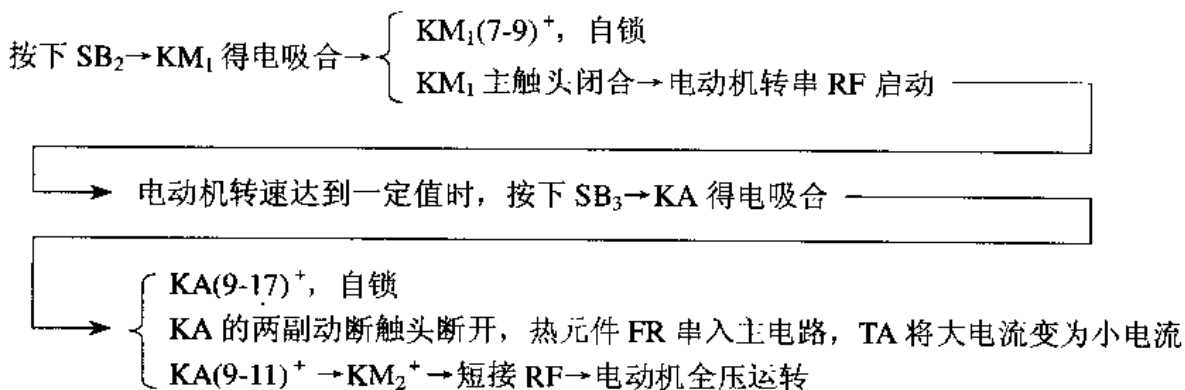 KM₁(7-9)⁺，自锁
按下 SB₂→KM₁ 得电吸合→
KM₁ 主触头闭合→电动机转串 RF 启动
电动机转速达到一定值时，按下 SB₃→KA 得电吸合
KA(9-17)⁺，自锁
KA 的两副动断触头断开，热元件 FR 串入主电路，TA 将大电流变为小电流
KA(9-11)⁺→KM₂⁺→短接 RF→电动机全压运转